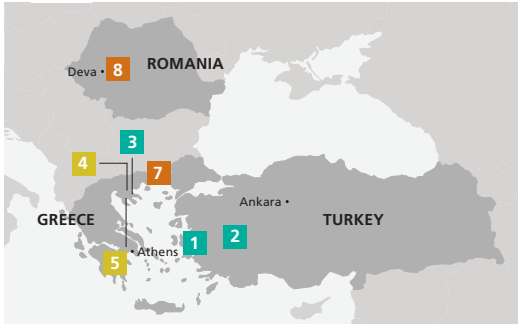 Deva
8
ROMANIA
3
4
7
Ankara
GREECE
TURKEY
1
2
Athens
5